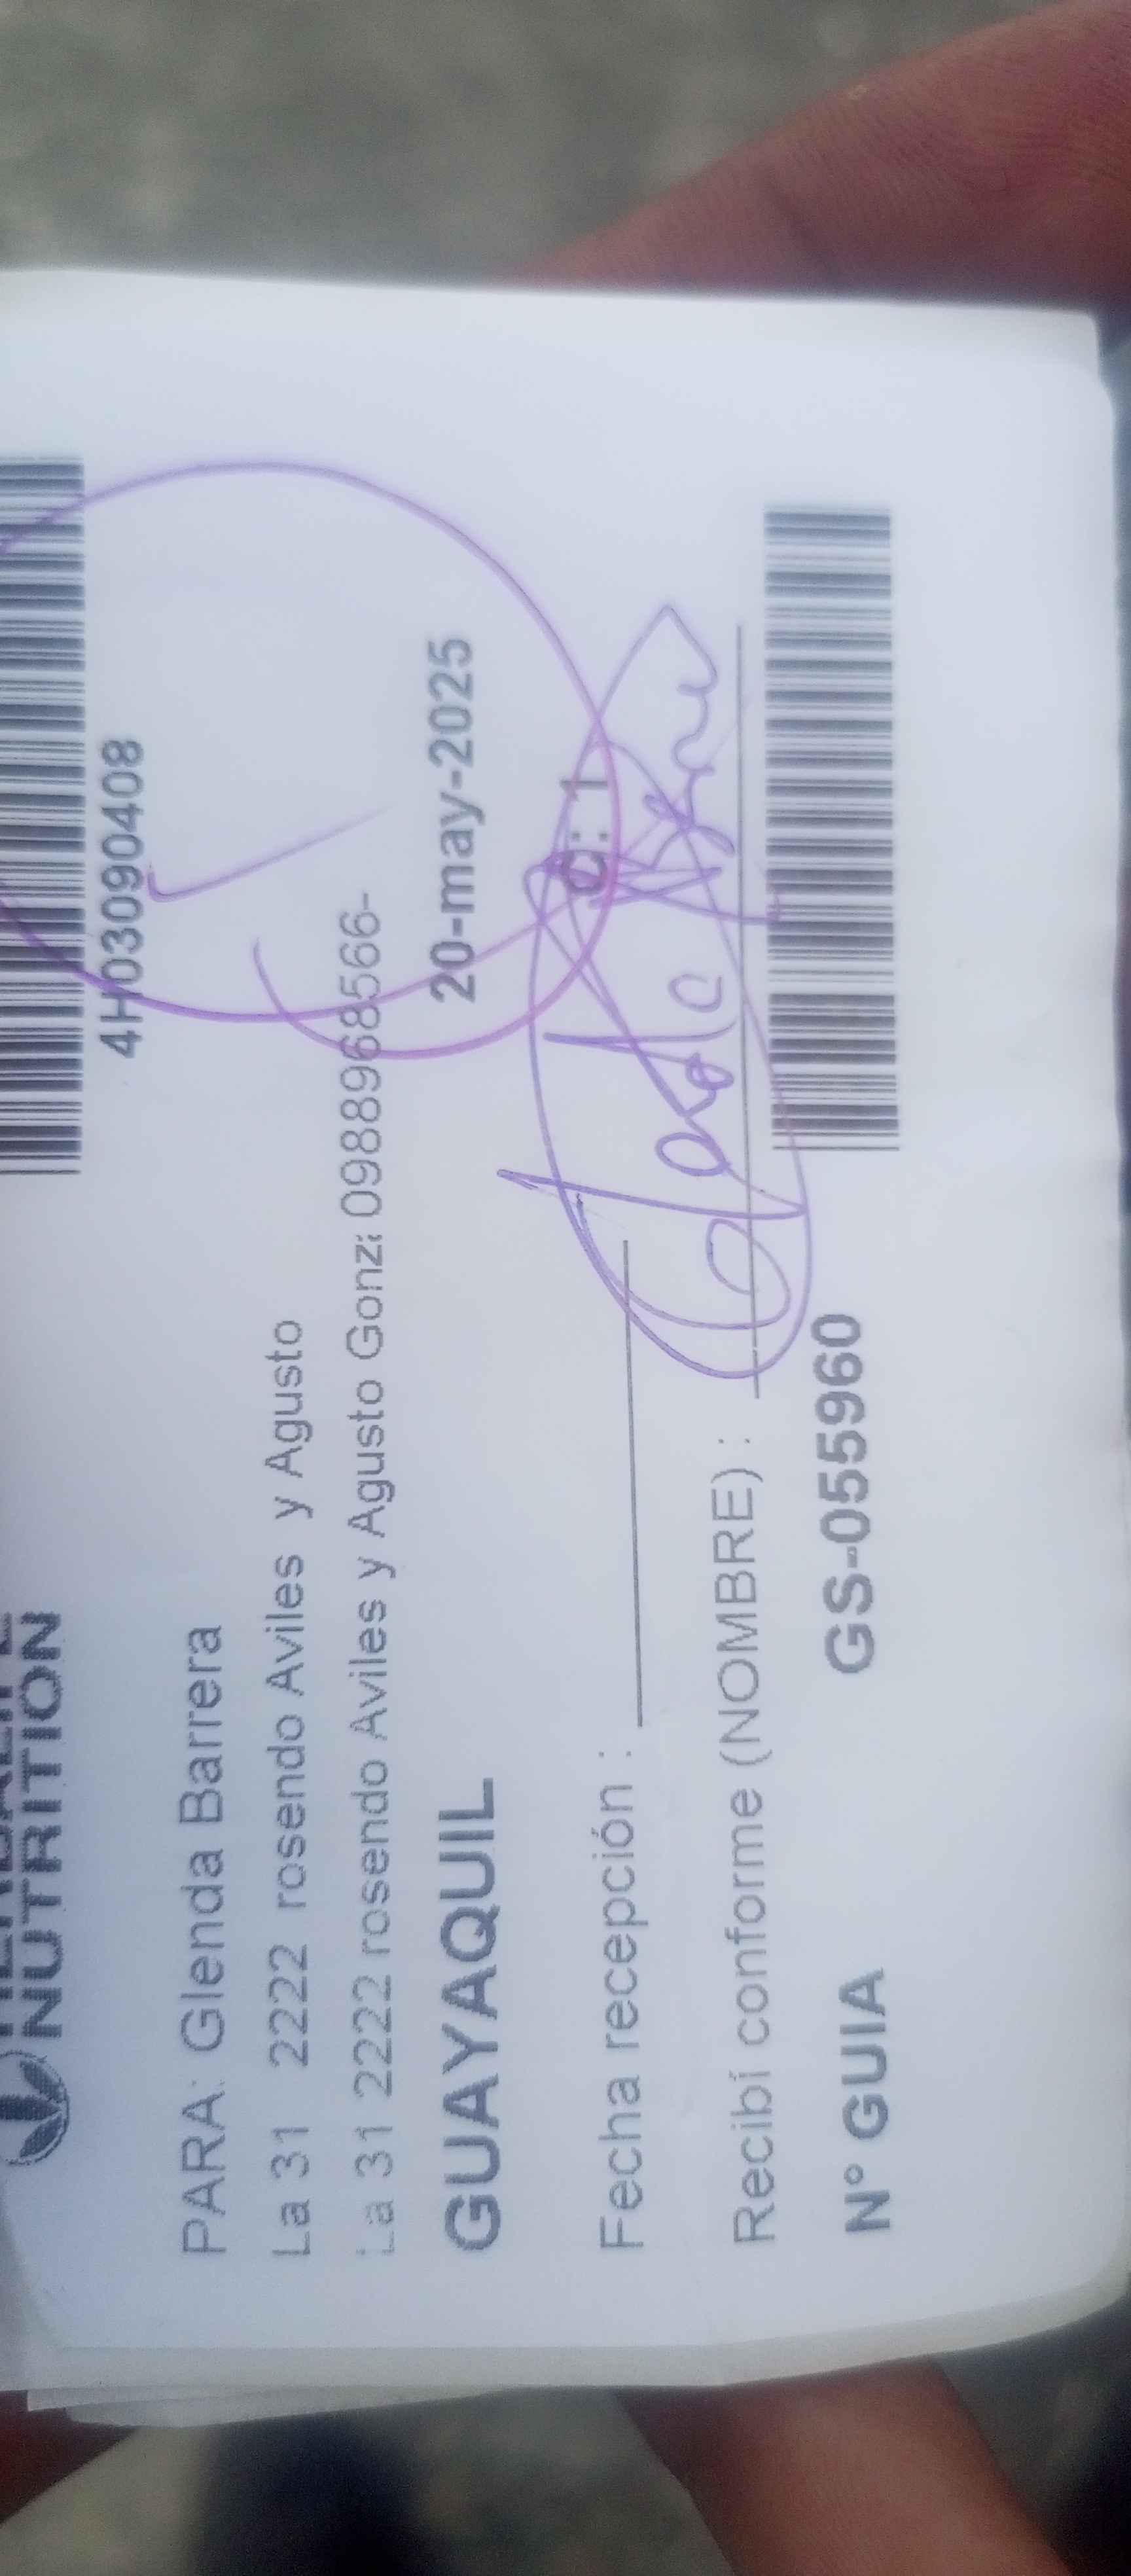 NUTRITION
4H03090408
PARA: Glenda Barrera
La 31 2222 rosendo Aviles y Agusto
La 31 2222 rosendo Aviles y Agusto Gonz: 0988968566-
GUAYAQUIL 20-may-2025
C: 1
Fecha recepción :
Recibí conforme (NOMBRE) :
N° GUIA GS-055960